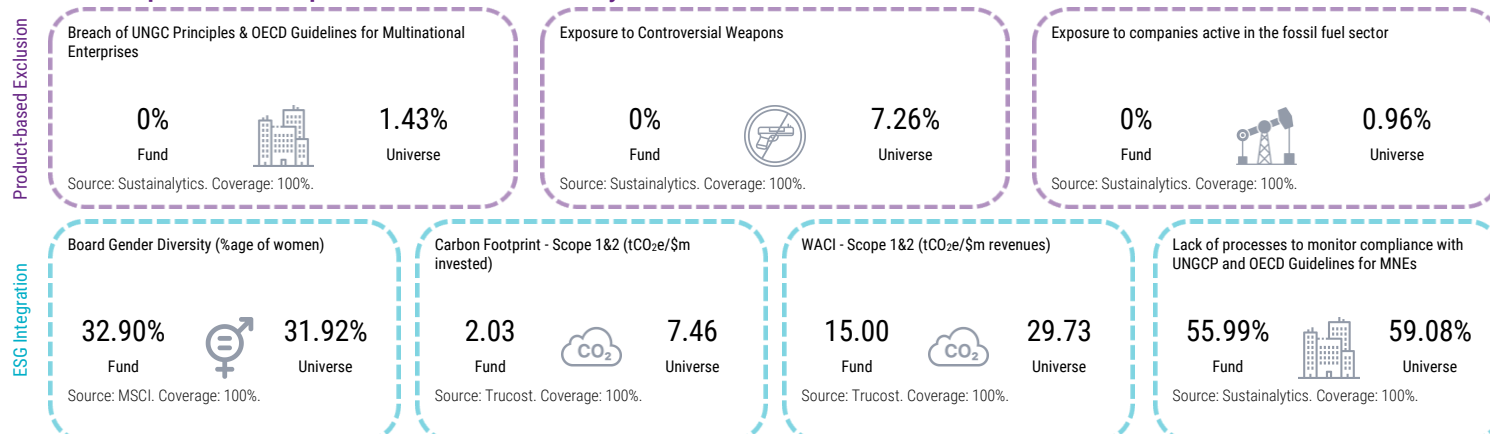 Product-based Exclusion
Breach of UNGC Principles & OECD Guidelines for Multinational
Enterprises
0%
Fund
1.43%
Universe
Source: Sustainalytics. Coverage: 100%.
Exposure to Controversial Weapons
0%
Fund
7.26%
Universe
Source: Sustainalytics. Coverage: 100%.
Exposure to companies active in the fossil fuel sector
0%
Fund
0.96%
Universe
Source: Sustainalytics. Coverage: 100%.
ESG Integration
Board Gender Diversity (%age of women)
32.90%
Fund
31.92%
Universe
Source: MSCI. Coverage: 100%.
Carbon Footprint - Scope 1&2 (tCO₂e/$m
invested)
2.03
Fund
CO₂
7.46
Universe
Source: Trucost. Coverage: 100%.
WACI - Scope 1&2 (tCO₂e/$m revenues)
15.00
Fund
CO₂
29.73
Universe
Source: Trucost. Coverage: 100%.
Lack of processes to monitor compliance with
UNGCP and OECD Guidelines for MNEs
55.99%
Fund
59.08%
Universe
Source: Sustainalytics. Coverage: 100%.